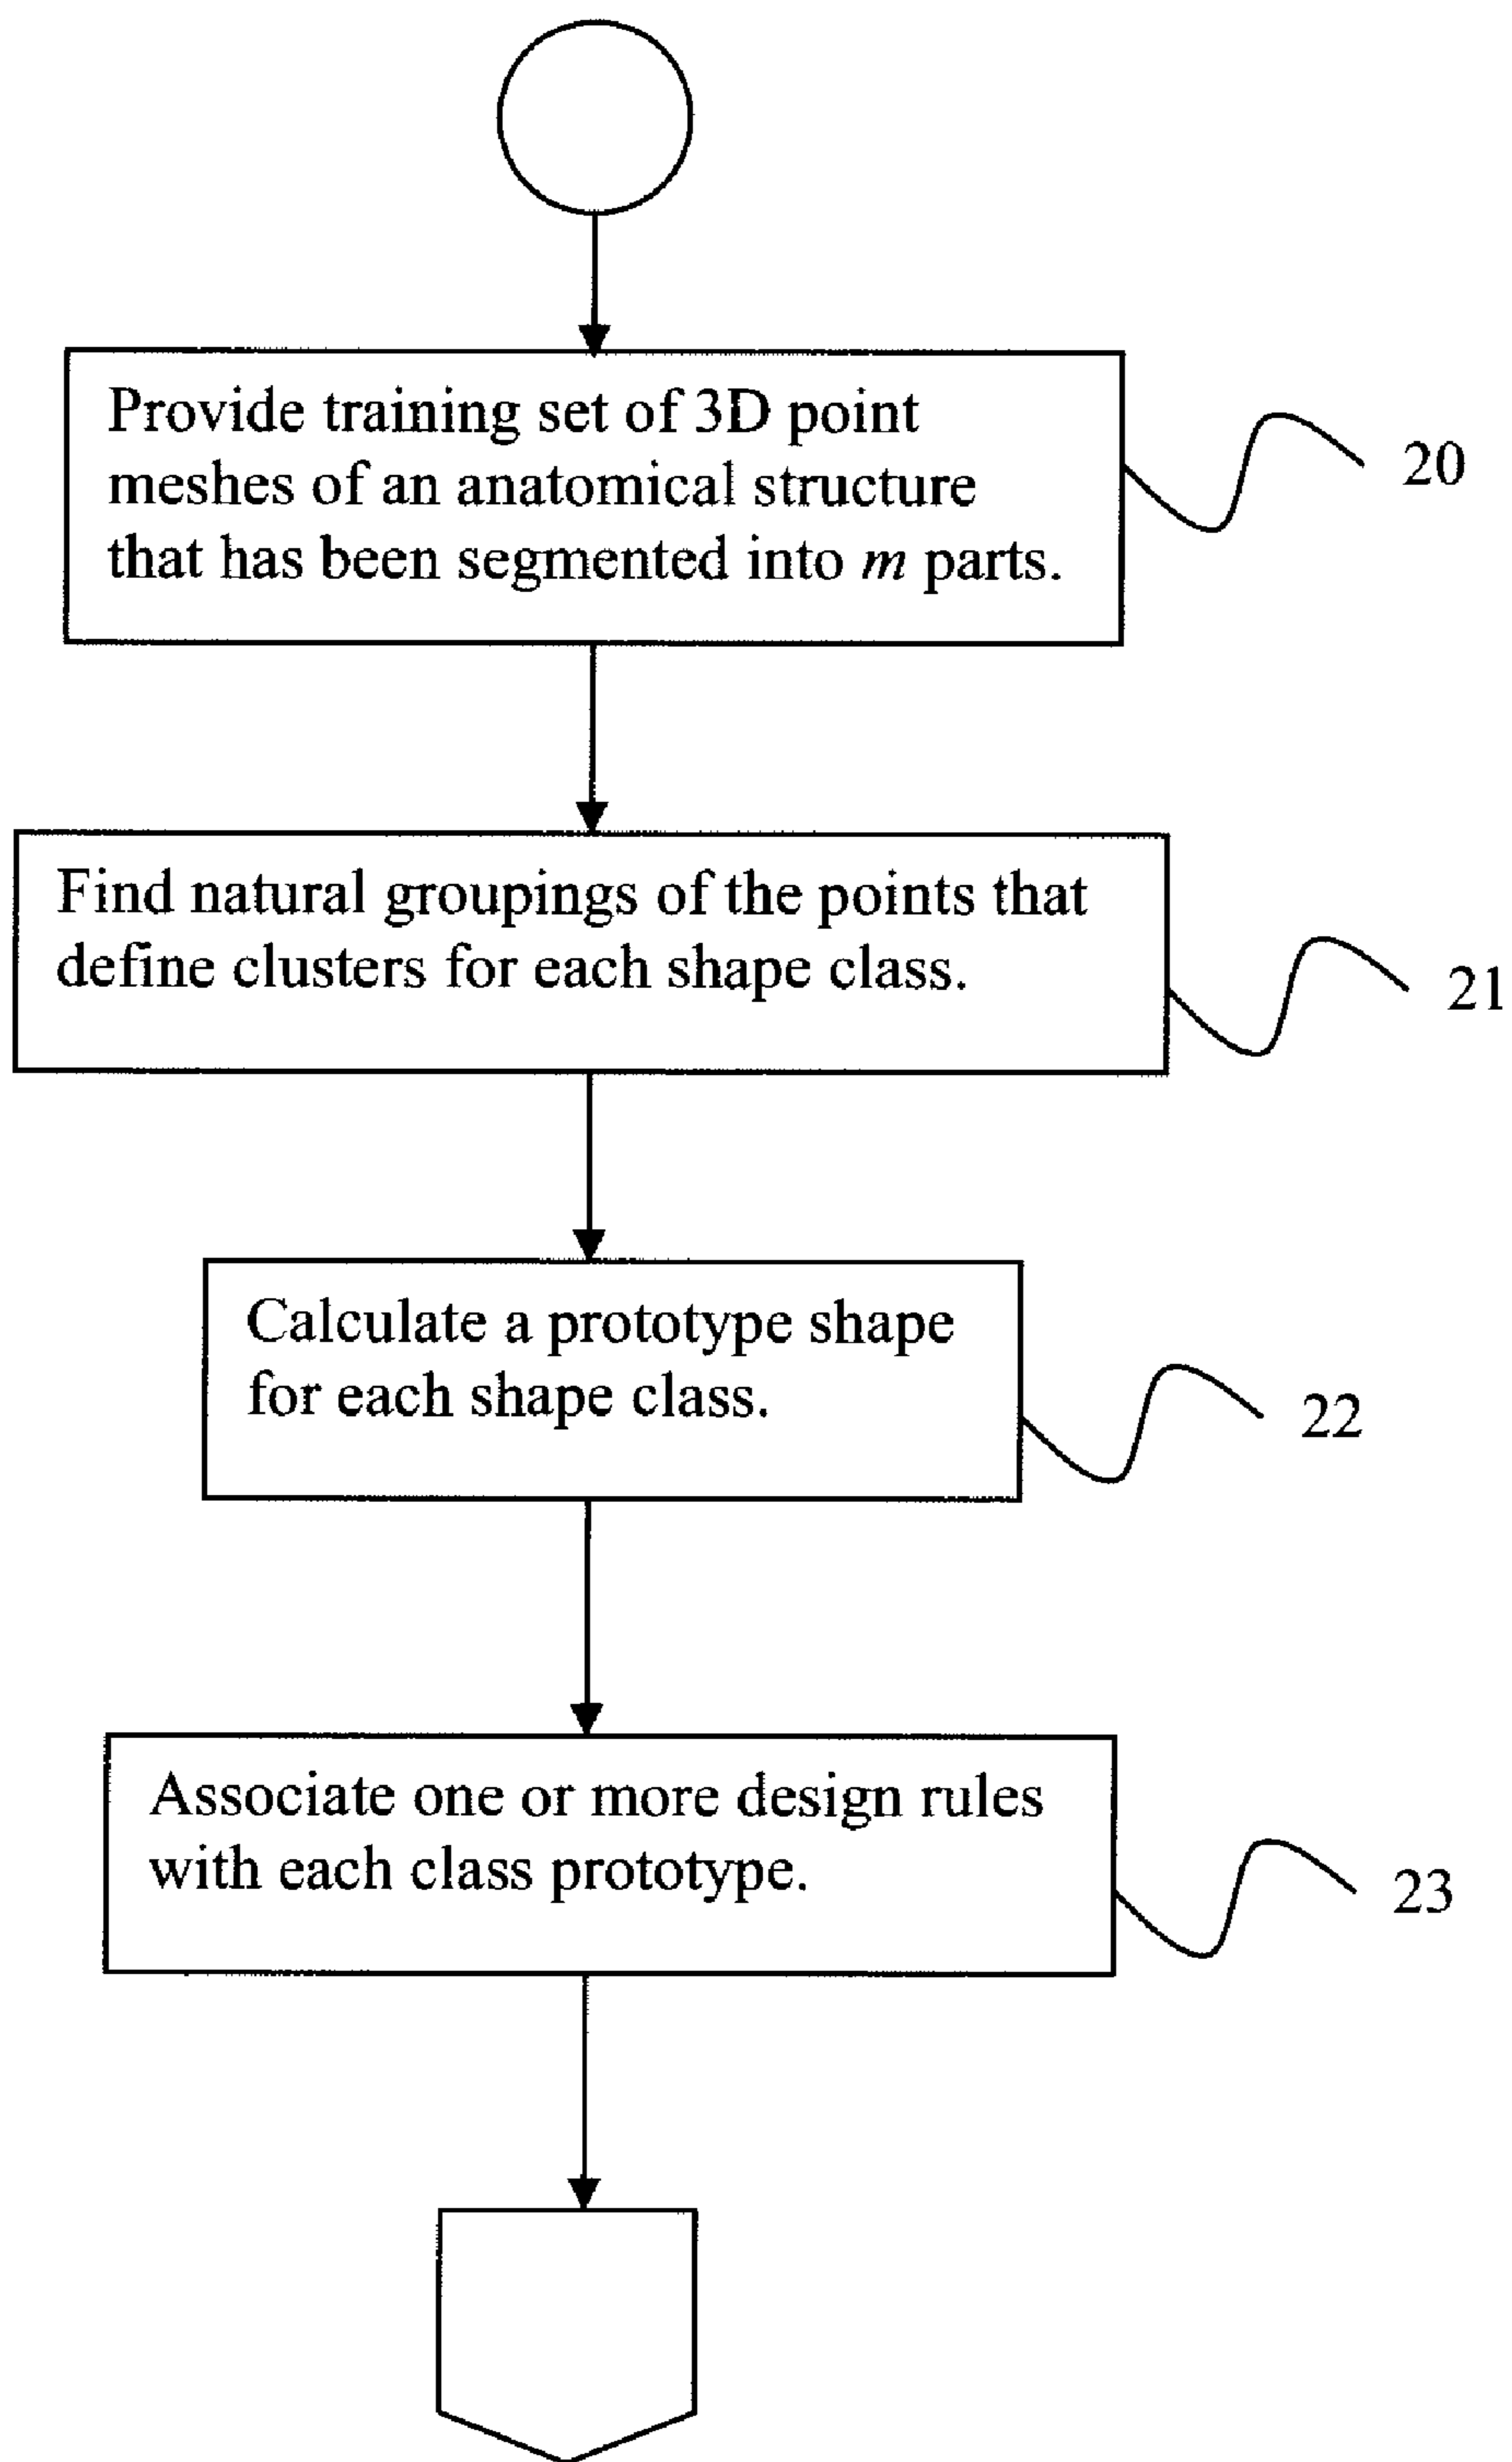 Provide training set of 3D point
meshes of an anatomical structure
that has been segmented into m parts.
20
Find natural groupings of the points that
define clusters for each shape class.
21
Calculate a prototype shape
for each shape class.
22
Associate one or more design rules
with each class prototype.
23